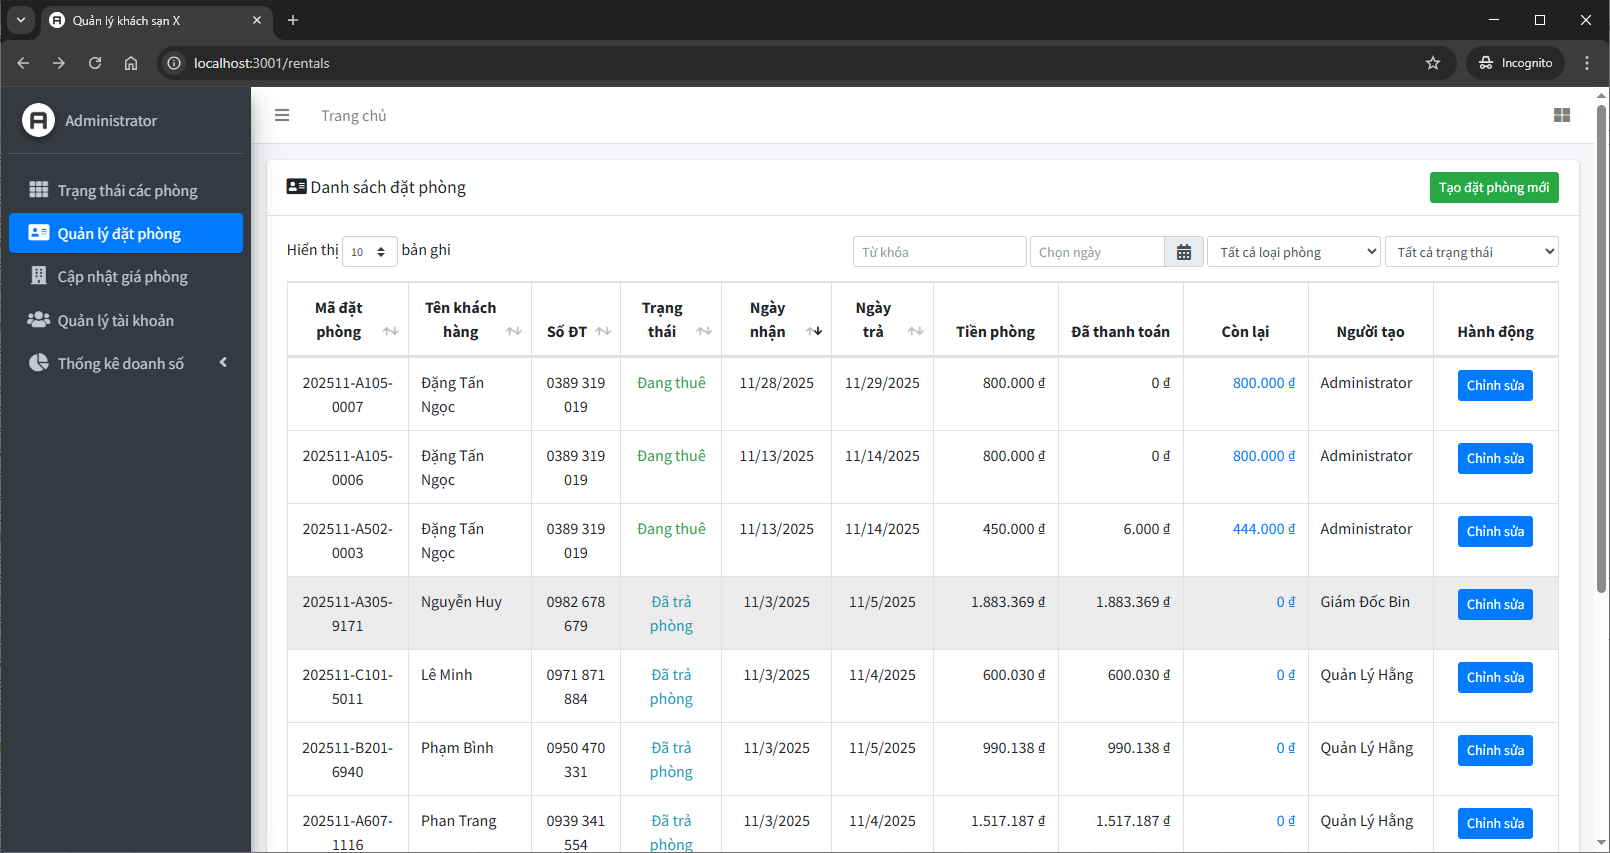 Quản lý khách sạn X
localhost:3001/rentals
Incognito
Administrator
Trang chủ
Trạng thái các phòng
Quản lý đặt phòng
Cập nhật giá phòng
Quản lý tài khoản
Thống kê doanh số
Danh sách đặt phòng
Tạo đặt phòng mới
Hiển thị 10 bản ghi
Từ khóa
Chọn ngày
Tất cả loại phòng
Tất cả trạng thái
Mã đặt phòng Tên khách hàng Số ĐT Trạng thái Ngày nhận Ngày trả Tiền phòng Đã thanh toán Còn lại Người tạo Hành động
202511-A105-0007 Đặng Tấn Ngọc 0389 319 019 Đang thuê 11/28/2025 11/29/2025 800.000 ₫ 0 ₫ 800.000 ₫ Administrator Chỉnh sửa
202511-A105-0006 Đặng Tấn Ngọc 0389 319 019 Đang thuê 11/13/2025 11/14/2025 800.000 ₫ 0 ₫ 800.000 ₫ Administrator Chỉnh sửa
202511-A502-0003 Đặng Tấn Ngọc 0389 319 019 Đang thuê 11/13/2025 11/14/2025 450.000 ₫ 6.000 ₫ 444.000 ₫ Administrator Chỉnh sửa
202511-A305-9171 Nguyễn Huy 0982 678 679 Đã trả phòng 11/3/2025 11/5/2025 1.883.369 ₫ 1.883.369 ₫ 0 ₫ Giám Đốc Bin Chỉnh sửa
202511-C101-5011 Lê Minh 0971 871 884 Đã trả phòng 11/3/2025 11/4/2025 600.030 ₫ 600.030 ₫ 0 ₫ Quản Lý Hằng Chỉnh sửa
202511-B201-6940 Phạm Bình 0950 470 331 Đã trả phòng 11/3/2025 11/5/2025 990.138 ₫ 990.138 ₫ 0 ₫ Quản Lý Hằng Chỉnh sửa
202511-A607-1116 Phan Trang 0939 341 554 Đã trả phòng 11/3/2025 11/4/2025 1.517.187 ₫ 1.517.187 ₫ 0 ₫ Quản Lý Hằng Chỉnh sửa